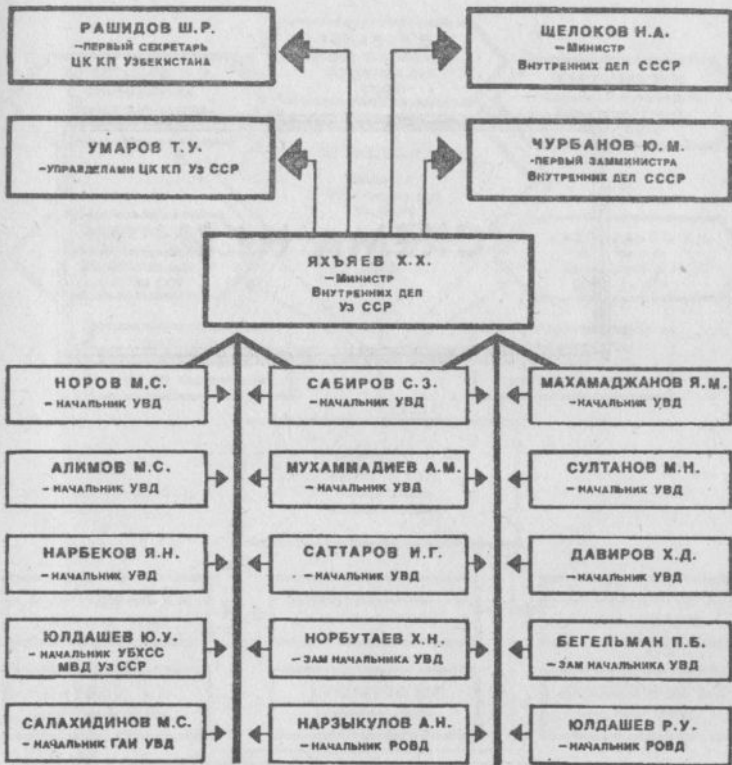 РАШИДОВ Ш.Р.
–ПЕРВЫЙ СЕКРЕТАРЬ
ЦК КП УЗБЕКИСТАНА
ЩЕЛОКОВ Н.А.
–МИНИСТР
ВНУТРЕННИХ ДЕЛ СССР
УМАРОВ Т.У.
–УПРАВДЕЛАМИ ЦК КП Уз ССР
ЧУРБАНОВ Ю.М.
-ПЕРВЫЙ ЗАММИНИСТРА
ВНУТРЕННИХ ДЕЛ СССР
ЯХЪЯЕВ Х.Х.
–МИНИСТР
ВНУТРЕННИХ ДЕЛ
Уз ССР
НОРОВ М.С.
–НАЧАЛЬНИК УВД
САБИРОВ С.З.
–НАЧАЛЬНИК УВД
МАХАМАДЖАНОВ Я.М.
–НАЧАЛЬНИК УВД
АЛИМОВ М.С.
–НАЧАЛЬНИК УВД
МУХАММАДИЕВ А.М.
–НАЧАЛЬНИК УВД
СУЛТАНОВ М.Н.
–НАЧАЛЬНИК УВД
НАРБЕКОВ Я.Н.
–НАЧАЛЬНИК УВД
САТТАРОВ И.Г.
–НАЧАЛЬНИК УВД
ДАВИРОВ Х.Д.
–НАЧАЛЬНИК УВД
ЮЛДАШЕВ Ю.У.
–НАЧАЛЬНИК УБХСС
МВД Уз ССР
НОРБУТАЕВ Х.Н.
–ЗАМ НАЧАЛЬНИКА УВД
БЕГЕЛЬМАН П.Б.
–ЗАМ НАЧАЛЬНИКА УВД
САЛАХИДИНОВ М.С.
–НАЧАЛЬНИК ГАИ УВД
НАРЗЫКУЛОВ А.Н.
–НАЧАЛЬНИК РОВД
ЮЛДАШЕВ Р.У.
–НАЧАЛЬНИК РОВД